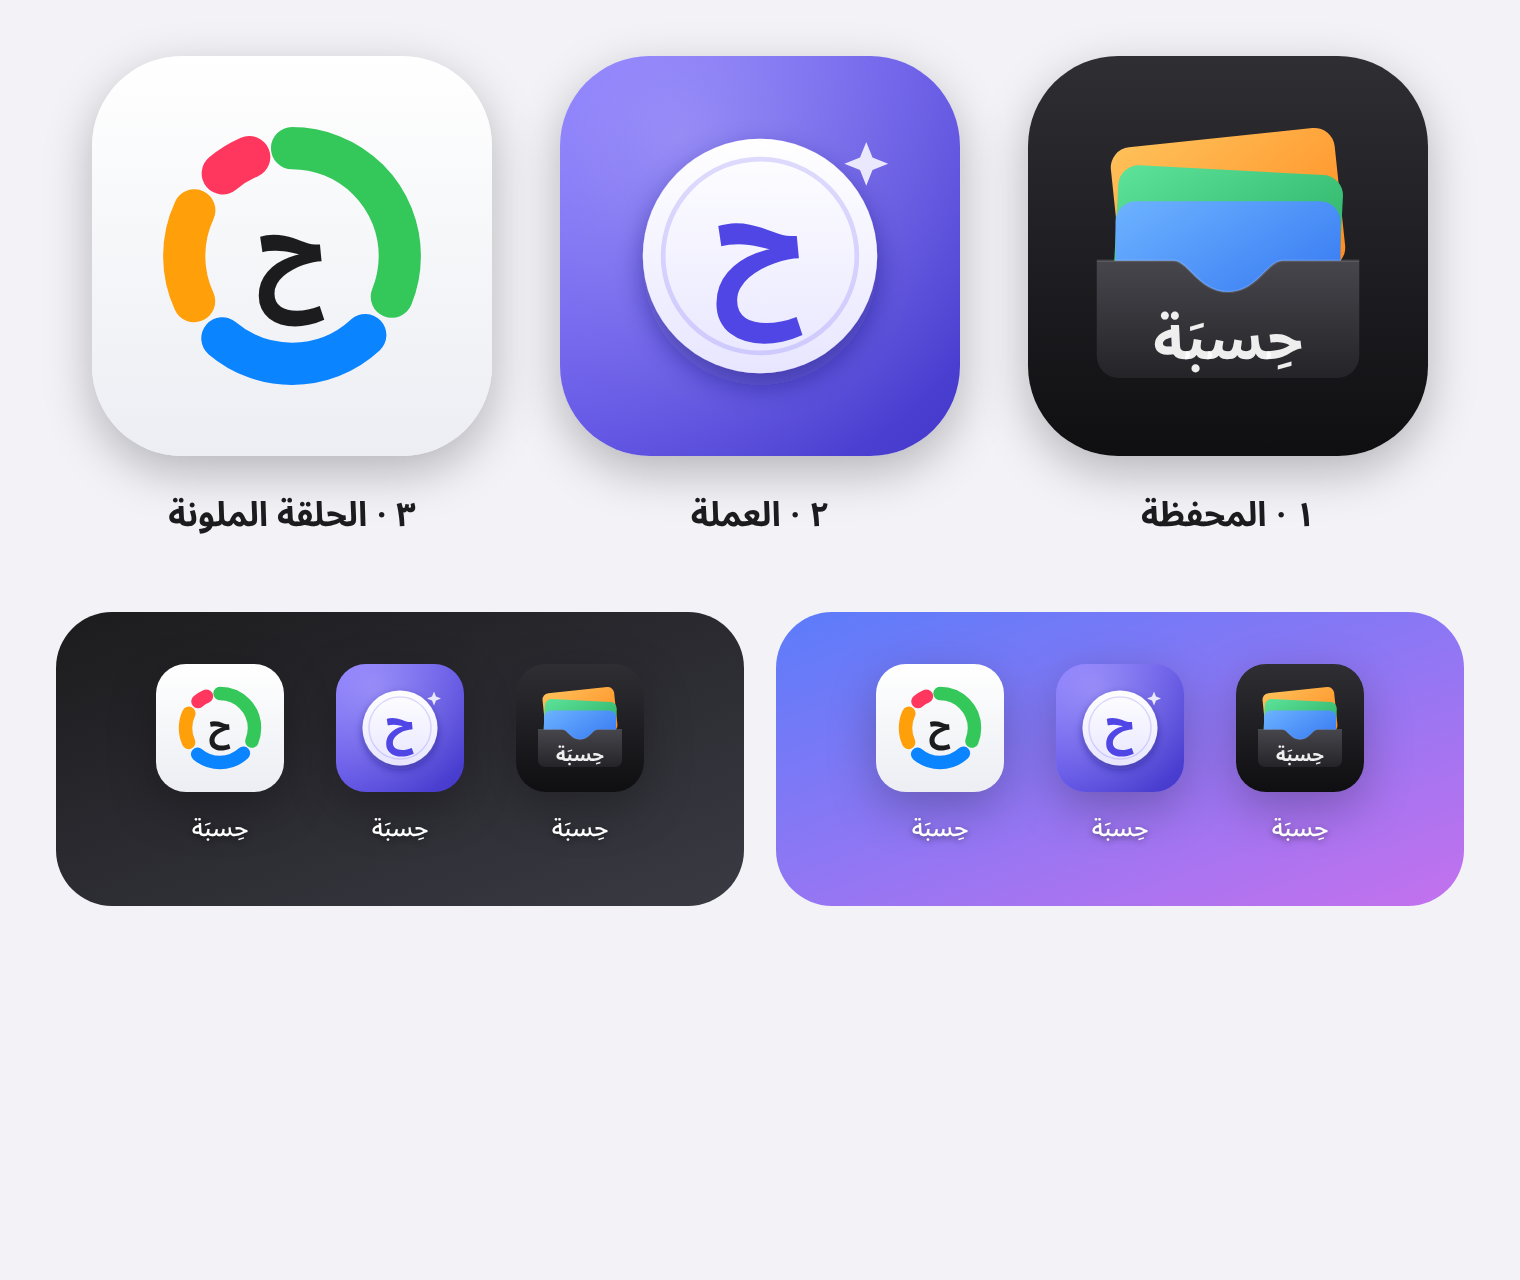 حِسبَة
ح
ح
١ · المحفظة
٢ · العملة
٣ · الحلقة الملونة
حِسبَة
ح
ح
حِسبَة
حِسبَة
حِسبَة
حِسبَة
ح
ح
حِسبَة
حِسبَة
حِسبَة